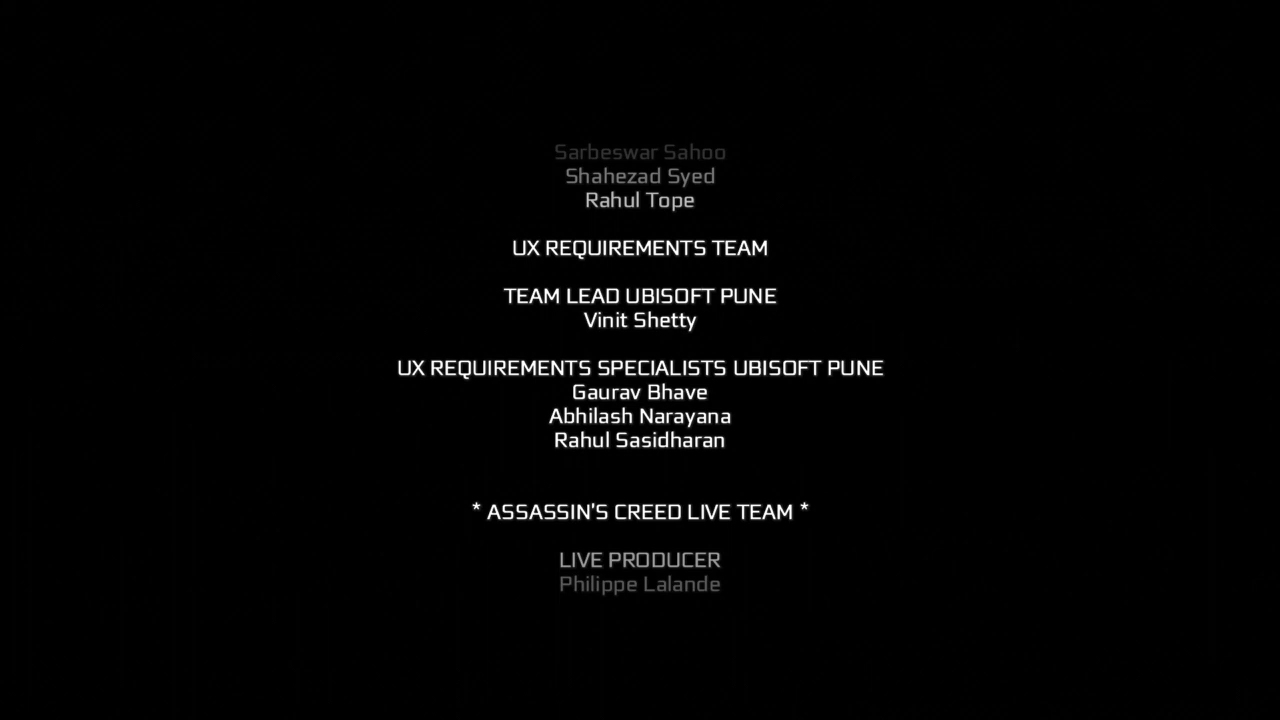 Sarbeswar Sahoo
Shahezad Syed
Rahul Tope
UX REQUIREMENTS TEAM
TEAM LEAD UBISOFT PUNE
Vinit Shetty
UX REQUIREMENTS SPECIALISTS UBISOFT PUNE
Gaurav Bhave
Abhilash Narayana
Rahul Sasidharan
* ASSASSIN'S CREED LIVE TEAM *
LIVE PRODUCER
Philippe Lalande